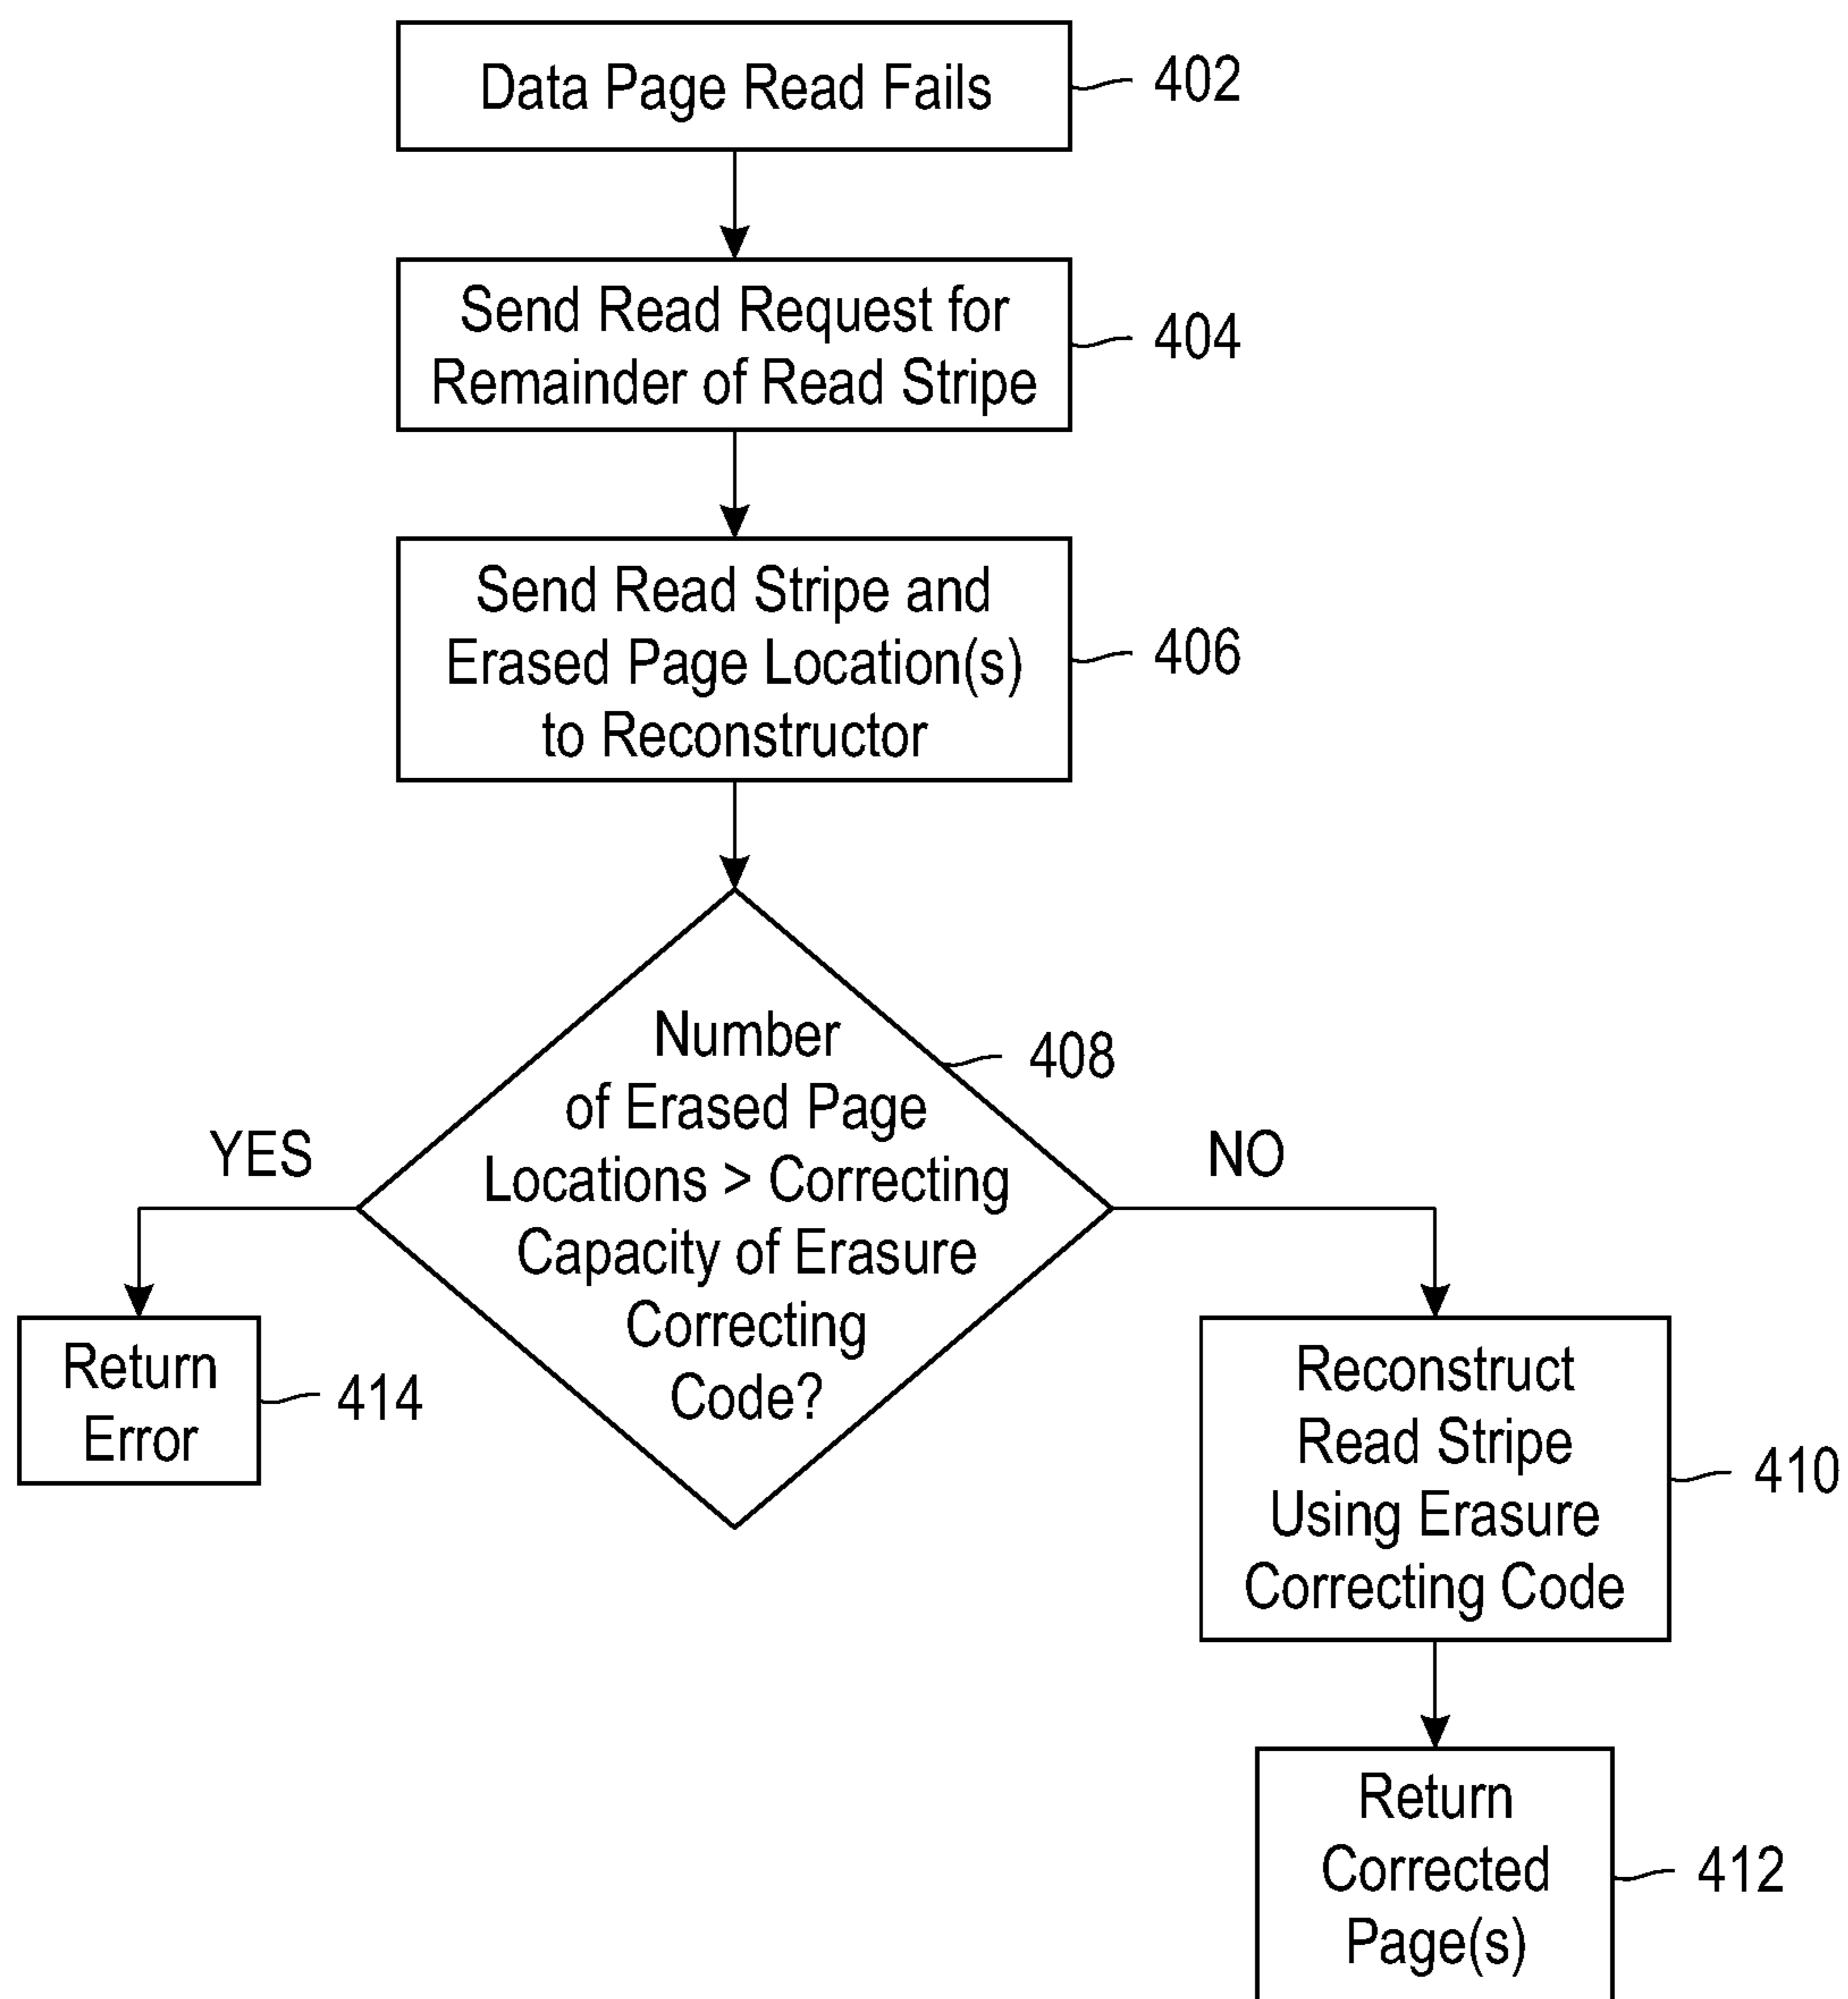 Data Page Read Fails
402
Send Read Request for
Remainder of Read Stripe
404
Send Read Stripe and
Erased Page Location(s)
to Reconstructor
406
Number
of Erased Page
Locations > Correcting
Capacity of Erasure
Correcting
Code?
408
YES
NO
Return
Error
414
Reconstruct
Read Stripe
Using Erasure
Correcting Code
410
Return
Corrected
Page(s)
412